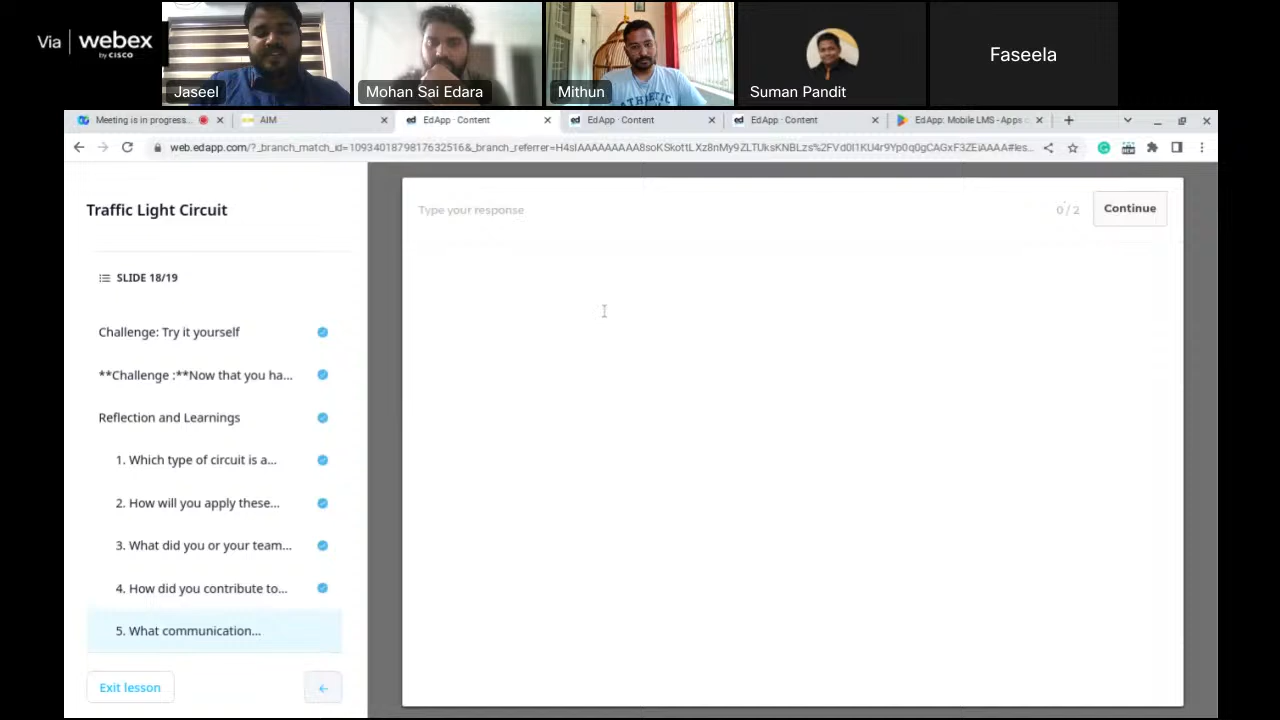 Via | webex
by CISCO
Jaseel
Mohan Sai Edara
Mithun
ATHLETIC
Suman Pandit
Faseela
Meeting is in progress...
AIM
EdApp · Content
EdApp · Content
EdApp · Content
EdApp: Mobile LMS - Apps o
Traffic Light Circuit
SLIDE 18/19
Challenge: Try it yourself
**Challenge :**Now that you ha...
Reflection and Learnings
1. Which type of circuit is a...
2. How will you apply these...
3. What did you or your team...
4. How did you contribute to...
5. What communication...
Exit lesson
Type your response
0 / 2
Continue